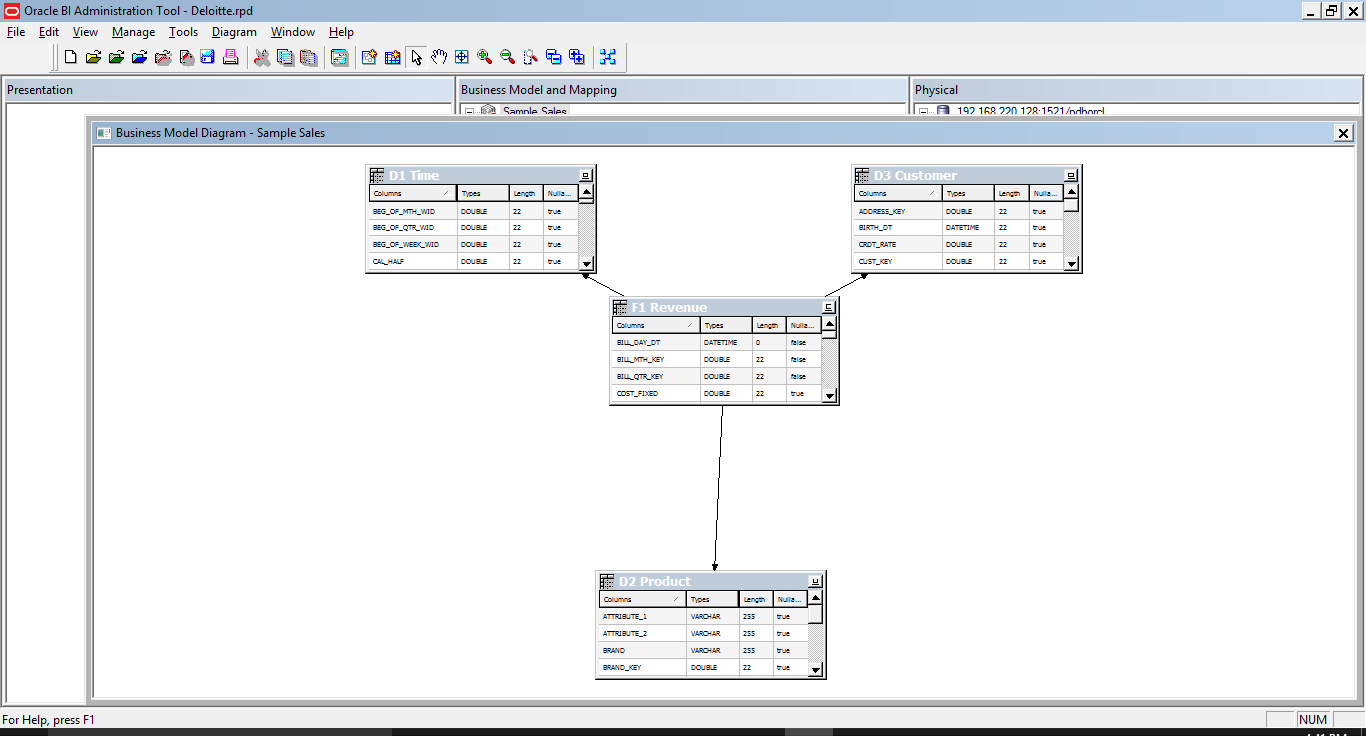 Oracle BI Administration Tool - Deloitte.rpd
File Edit View Manage Tools Diagram Window Help
Presentation
Business Model and Mapping
Physical
Sample Sales
192.168.220.128:1521/pdborcl
Business Model Diagram - Sample Sales
D1 Time
Columns Types Length Nulla...
BEG_OF_MTH_WID DOUBLE 22 true
BEG_OF_QTR_WID DOUBLE 22 true
BEG_OF_WEEK_WID DOUBLE 22 true
CAL_HALF DOUBLE 22 true
D3 Customer
Columns Types Length Nulla...
ADDRESS_KEY DOUBLE 22 true
BIRTH_DT DATETIME 22 true
CRDT_RATE DOUBLE 22 true
CUST_KEY DOUBLE 22 true
F1 Revenue
Columns Types Length Nulla...
BILL_DAY_DT DATETIME 0 false
BILL_MTH_KEY DOUBLE 22 false
BILL_QTR_KEY DOUBLE 22 false
COST_FIXED DOUBLE 22 true
D2 Product
Columns Types Length Nulla...
ATTRIBUTE_1 VARCHAR 255 true
ATTRIBUTE_2 VARCHAR 255 true
BRAND VARCHAR 255 true
BRAND_KEY DOUBLE 22 true
For Help, press F1
NUM